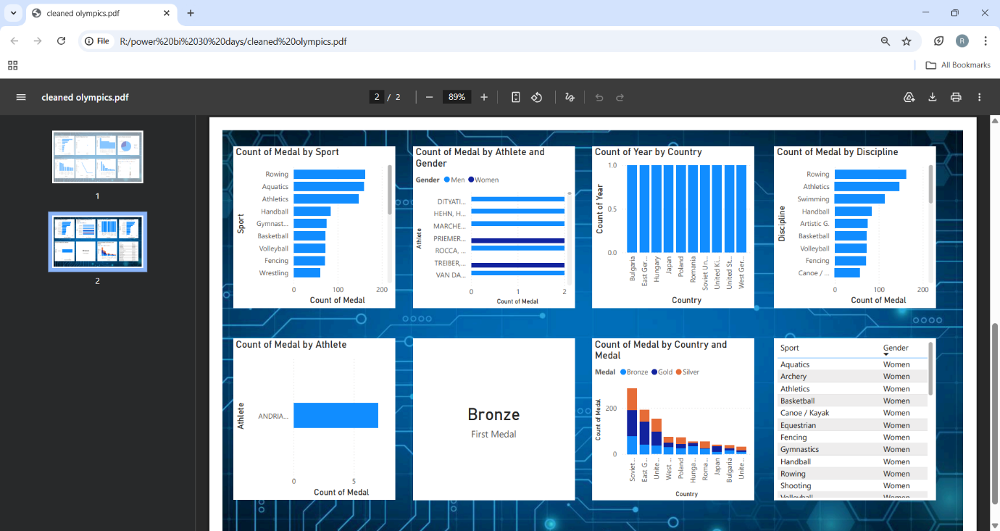 cleaned olympics.pdf
File
R:/power%20bi%2030%20days/cleaned%20olympics.pdf
R
All Bookmarks
cleaned olympics.pdf
2 / 2
89%
1
2
Count of Medal by Sport
Sport
Rowing
Aquatics
Athletics
Handball
Gymnast...
Basketball
Volleyball
Fencing
Wrestling
0 100 200
Count of Medal
Count of Medal by Athlete and
Gender
Gender Men Women
Athlete
DITYATI...
HEHN, H...
MARCHE...
PRIEMER...
ROCCA, ...
TREIBER,...
VAN DA...
0 1 2
Count of Medal
Count of Year by Country
Count of Year
1.0
0.5
0.0
Bulgaria
East Ger...
Hungary
Japan
Poland
Romania
Soviet Un...
United Ki...
United St...
West Ger...
Country
Count of Medal by Discipline
Discipline
Rowing
Athletics
Swimming
Handball
Artistic G.
Basketball
Volleyball
Fencing
Canoe / ...
0 100 200
Count of Medal
Count of Medal by Athlete
Athlete
ANDRIA...
0 5
Count of Medal
Bronze
First Medal
Count of Medal by Country and
Medal
Medal Bronze Gold Silver
Count of Medal
200
0
Soviet...
East G...
Unite...
West ...
Poland
Hunga...
Roma...
Japan
Bulgaria
Unite...
Country
Sport Gender
Aquatics Women
Archery Women
Athletics Women
Basketball Women
Canoe / Kayak Women
Equestrian Women
Fencing Women
Gymnastics Women
Handball Women
Rowing Women
Shooting Women
Volleyball Women